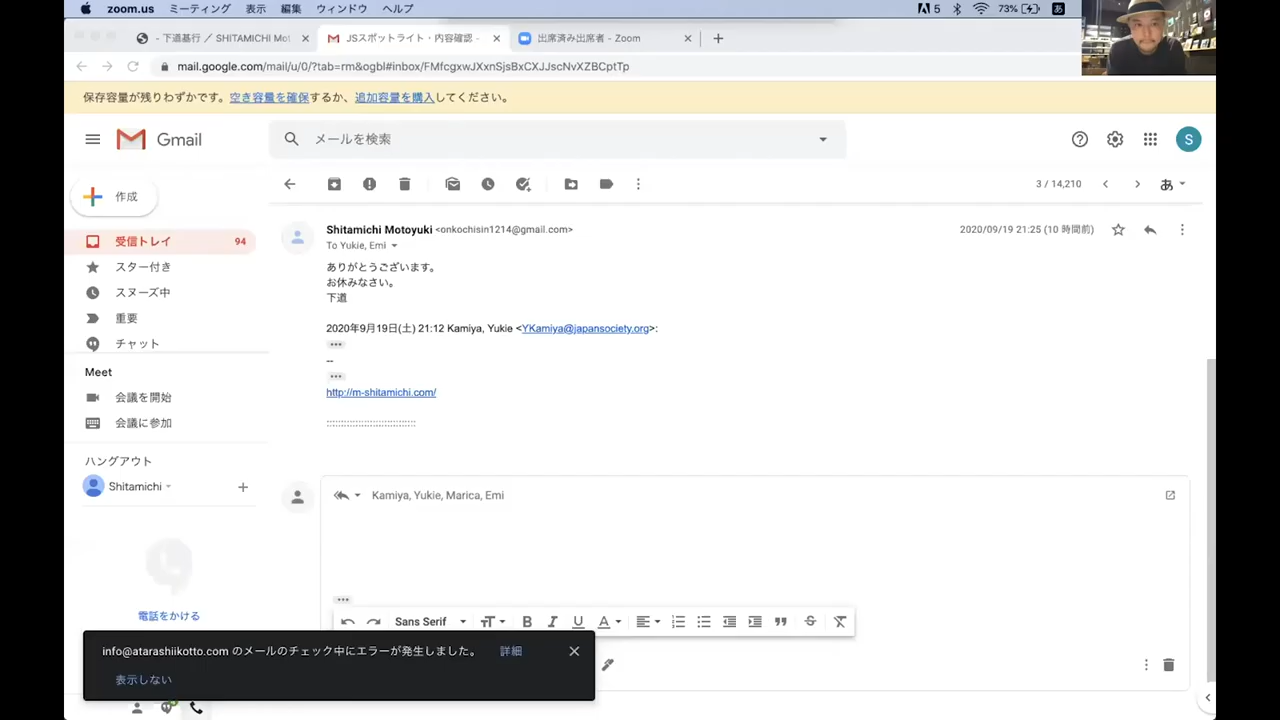 zoom.us ミーティング 表示 編集 ウィンドウ ヘルプ 5 73% あ
- 下道基行 ／ SHITAMICHI Mot JSスポットライト・内容確認 - 出席済み出席者 - Zoom
保存容量が残りわずかです。空き容量を確保するか、追加容量を購入してください。
Gmail メールを検索 S
作成 3 / 14,210 あ
受信トレイ 94
スター付き
スヌーズ中
重要
チャット
Meet
会議を開始
会議に参加
ハングアウト
Shitamichi
電話をかける
Shitamichi Motoyuki <onkochisin1214@gmail.com> 2020/09/19 21:25 (10 時間前)
To Yukie, Emi
ありがとうございます。
お休みなさい。
下道
2020年9月19日(土) 21:12 Kamiya, Yukie <YKamiya@japansociety.org>:
--
http://m-shitamichi.com/
::::::::::::::::::::::::::::::
Kamiya, Yukie, Marica, Emi
Sans Serif B I U A
info@atarashiikotto.com のメールのチェック中にエラーが発生しました。 詳細
表示しない